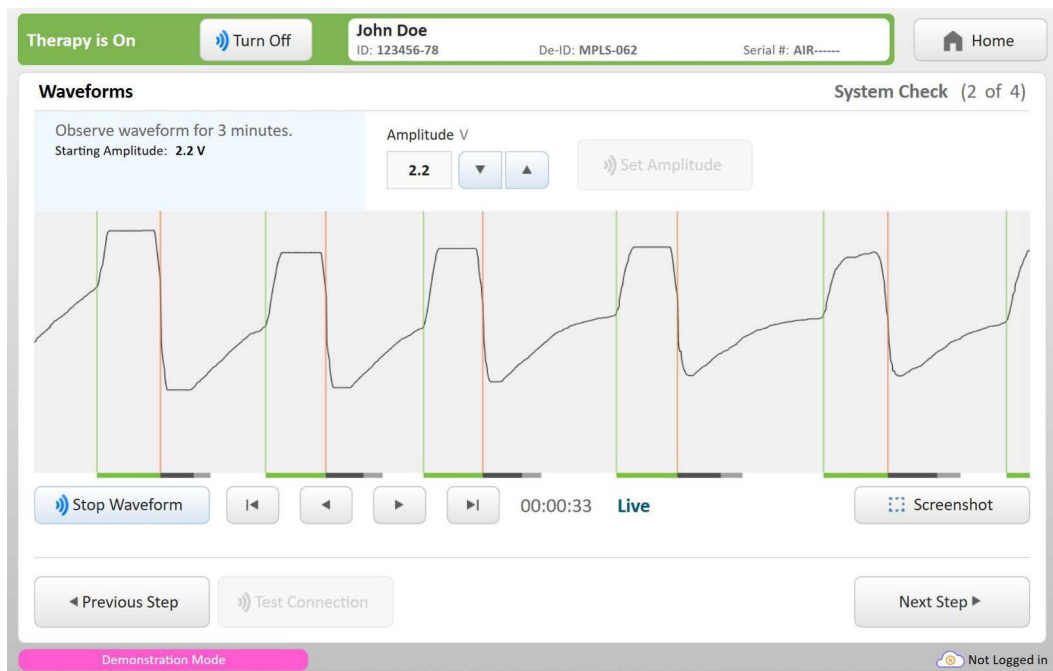 Therapy is On
Turn Off
John Doe
ID: 123456-78 De-ID: MPLS-062 Serial #: AIR------
Home
Waveforms
System Check (2 of 4)
Observe waveform for 3 minutes.
Starting Amplitude: 2.2 V
Amplitude V
2.2
Set Amplitude
Stop Waveform
00:00:33 Live
Screenshot
Previous Step
Test Connection
Next Step
Demonstration Mode
Not Logged in